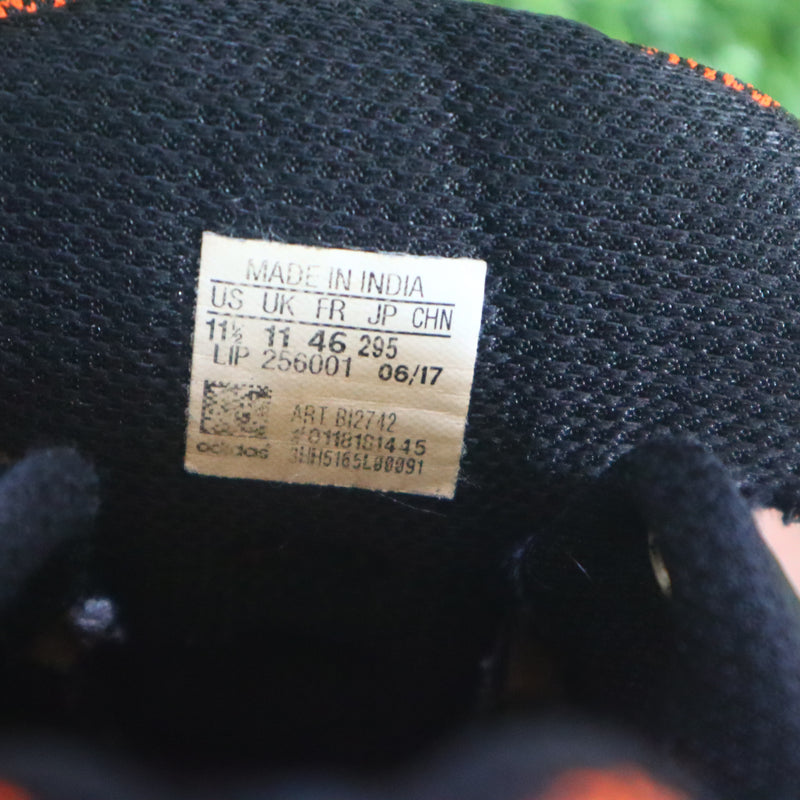 MADE IN INDIA
US UK FR JP CHN
11½ 11 46 295
LIP 256001 06/17
ART BI2742
adidas